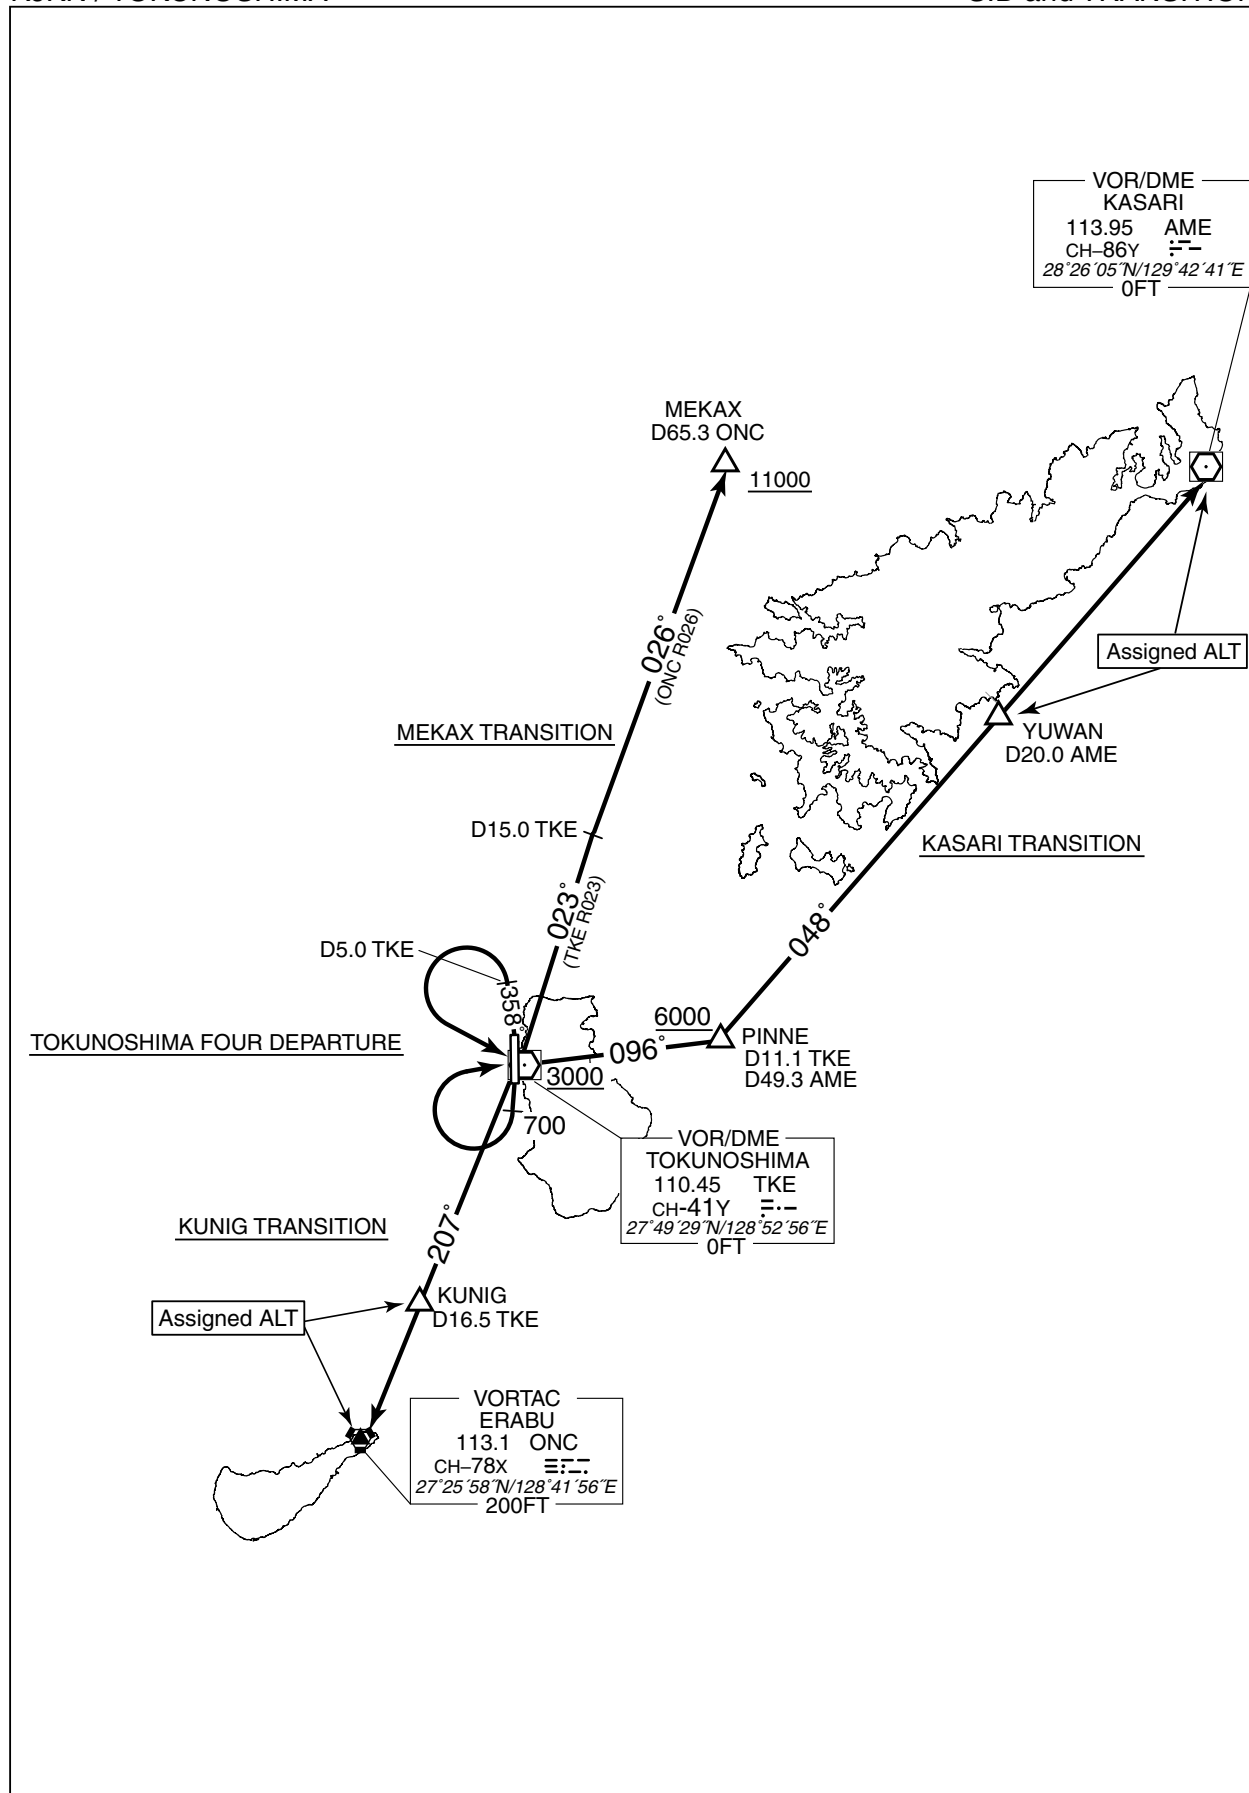 VOR/DME
KASARI
113.95 AME
CH–86Y
28°26´05˝N/129°42´41˝E
0FT
MEKAX
D65.3 ONC
11000
026°
(ONC R026)
Assigned ALT
MEKAX TRANSITION
YUWAN
D20.0 AME
D15.0 TKE
KASARI TRANSITION
023°
(TKE R023)
048°
D5.0 TKE
358°
6000
TOKUNOSHIMA FOUR DEPARTURE
096°
PINNE
D11.1 TKE
D49.3 AME
3000
700
VOR/DME
TOKUNOSHIMA
110.45 TKE
CH-41Y
27°49´29˝N/128°52´56˝E
0FT
KUNIG TRANSITION
207°
KUNIG
D16.5 TKE
Assigned ALT
VORTAC
ERABU
113.1 ONC
CH–78X
27°25´58˝N/128°41´56˝E
200FT